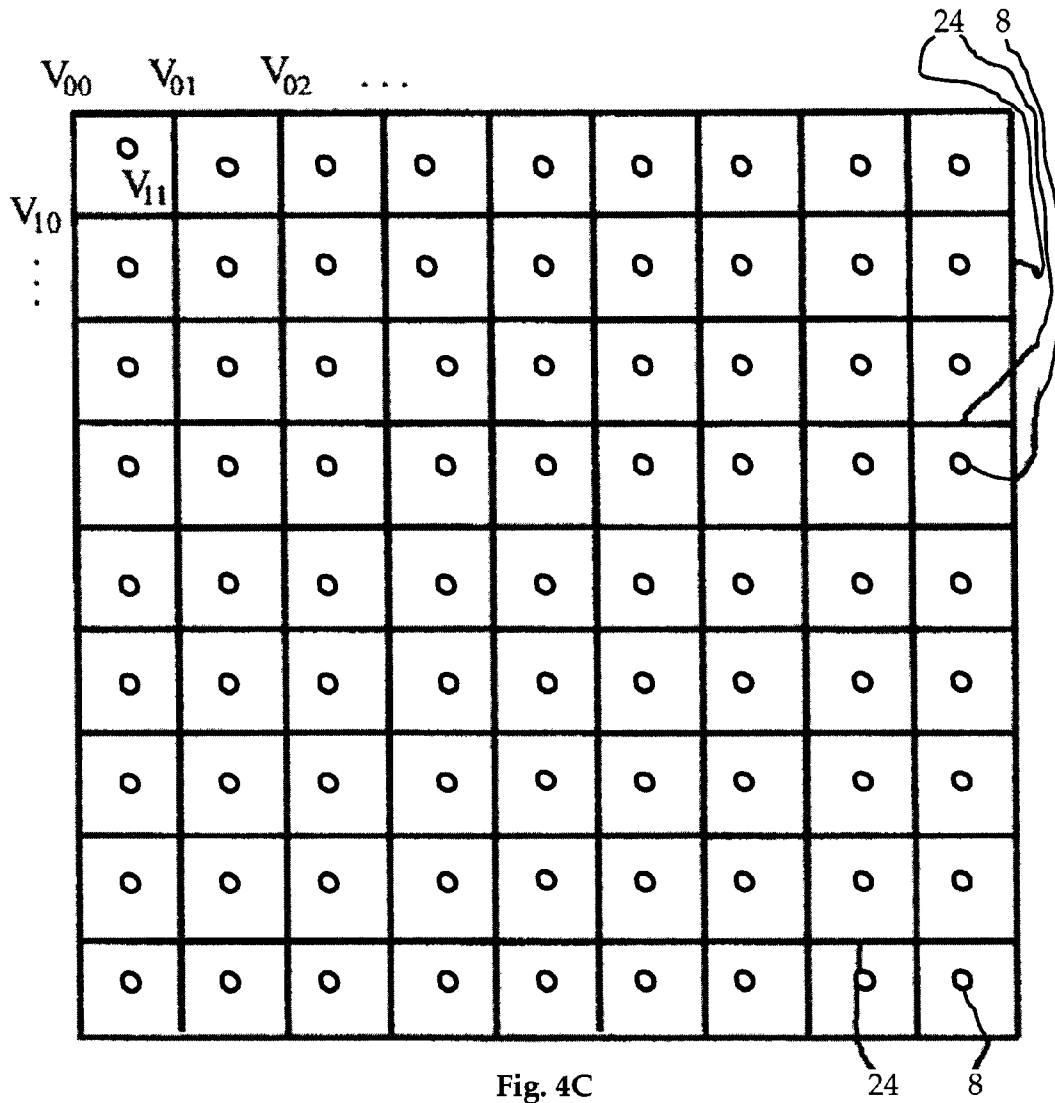 24 8
V₀₀ V₀₁ V₀₂ . . .
V₁₁
V₁₀
. . .
Fig. 4C
24 8